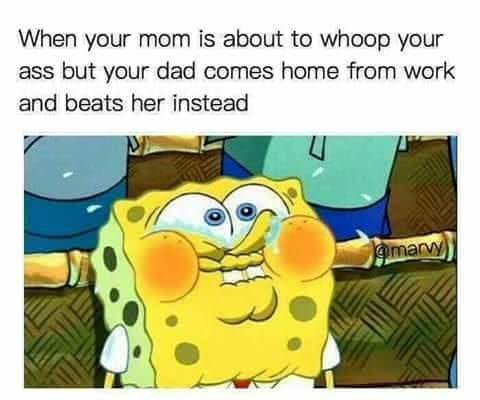 When your mom is about to whoop your
ass but your dad comes home from work
and beats her instead
@marvy